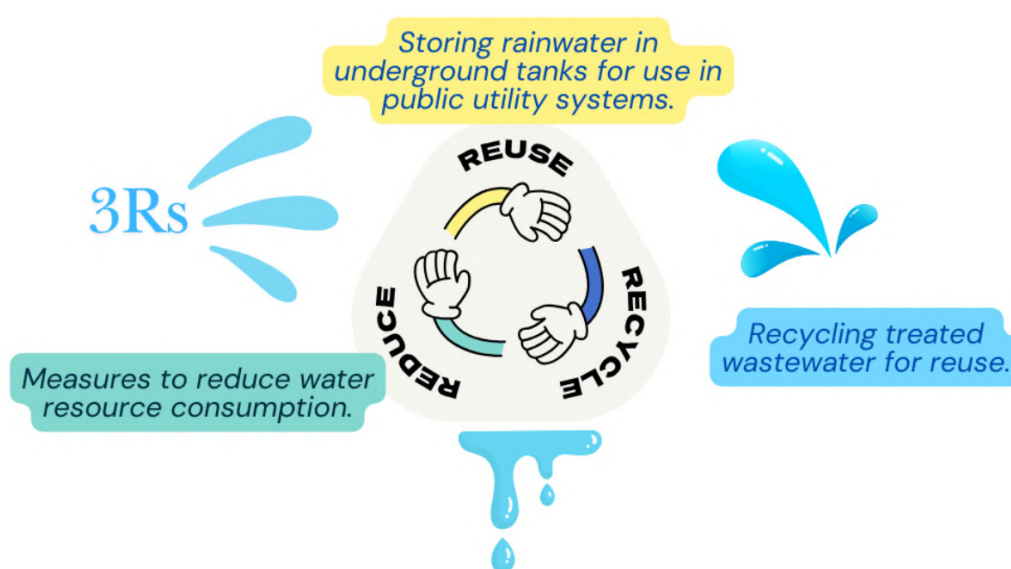 Storing rainwater in
underground tanks for use in
public utility systems.
3Rs
REUSE
RECYCLE
REDUCE
Recycling treated
wastewater for reuse.
Measures to reduce water
resource consumption.